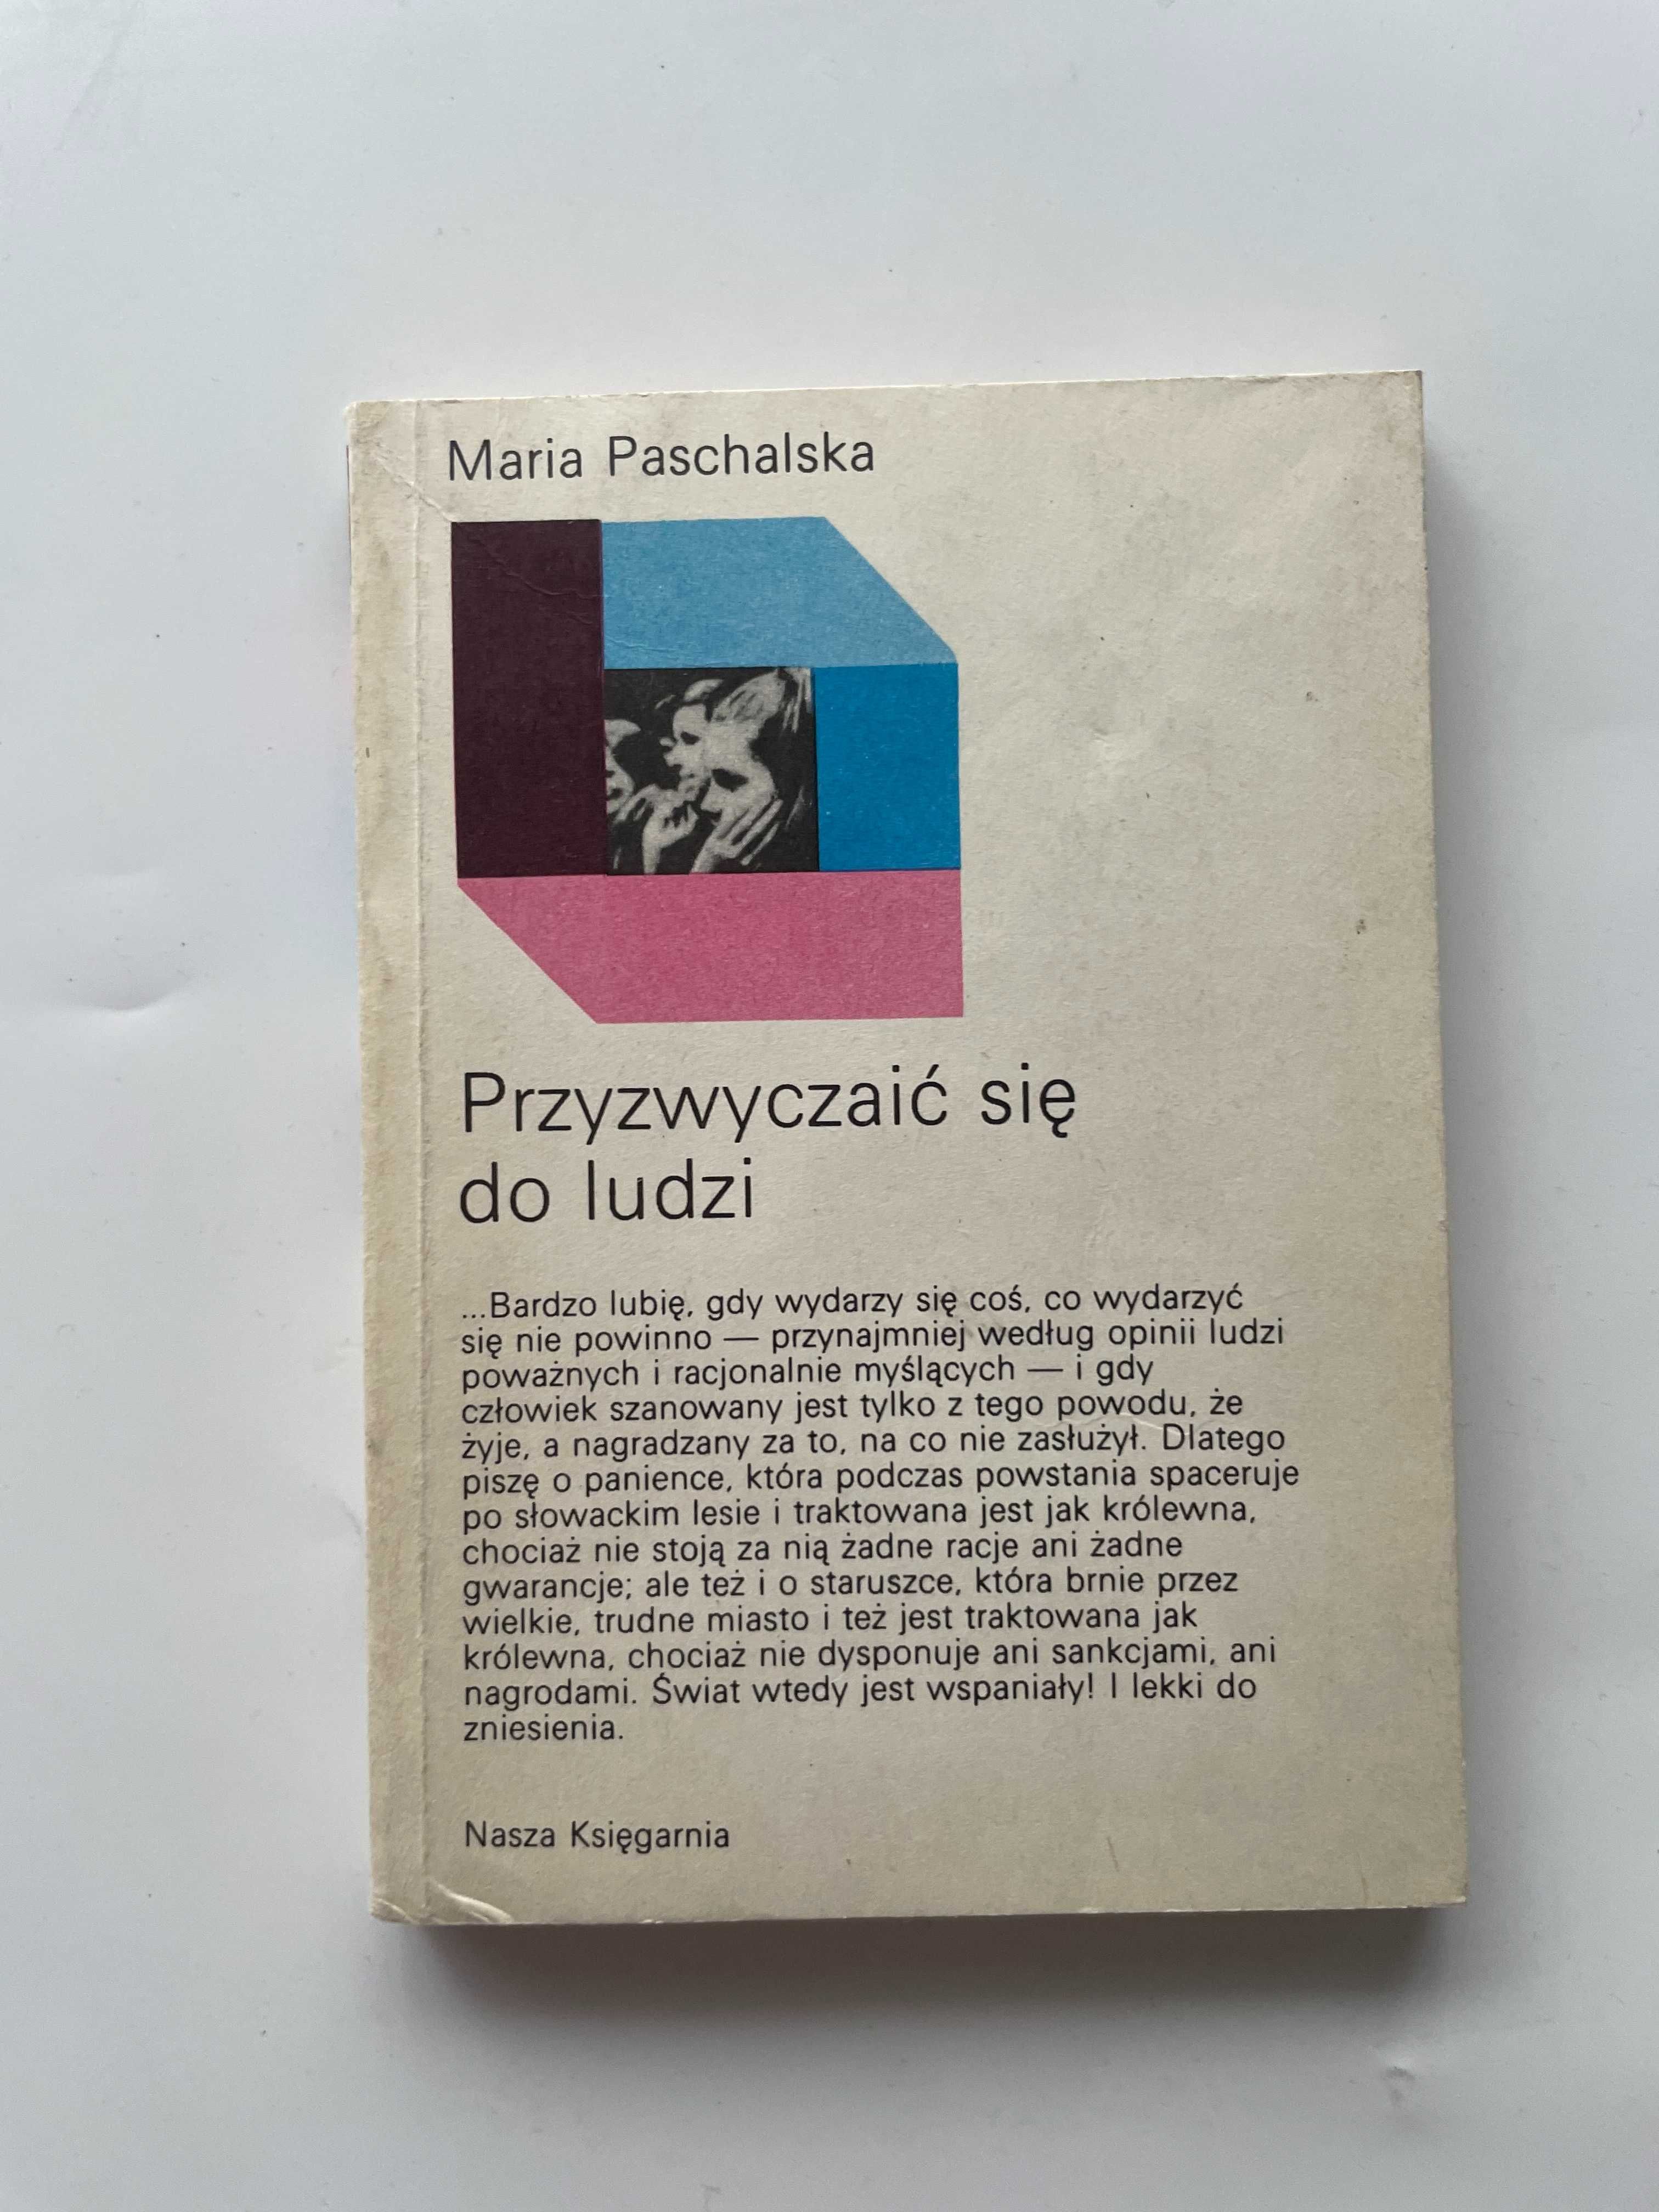 Maria Paschalska
Przyzwyczaić się
do ludzi
...Bardzo lubię, gdy wydarzy się coś, co wydarzyć
się nie powinno — przynajmniej według opinii ludzi
poważnych i racjonalnie myślących — i gdy
człowiek szanowany jest tylko z tego powodu, że
żyje, a nagradzany za to, na co nie zasłużył. Dlatego
piszę o panience, która podczas powstania spaceruje
po słowackim lesie i traktowana jest jak królewna,
chociaż nie stoją za nią żadne racje ani żadne
gwarancje; ale też i o staruszce, która brnie przez
wielkie, trudne miasto i też jest traktowana jak
królewna, chociaż nie dysponuje ani sankcjami, ani
nagrodami. Świat wtedy jest wspaniały! I lekki do
zniesienia.
Nasza Księgarnia